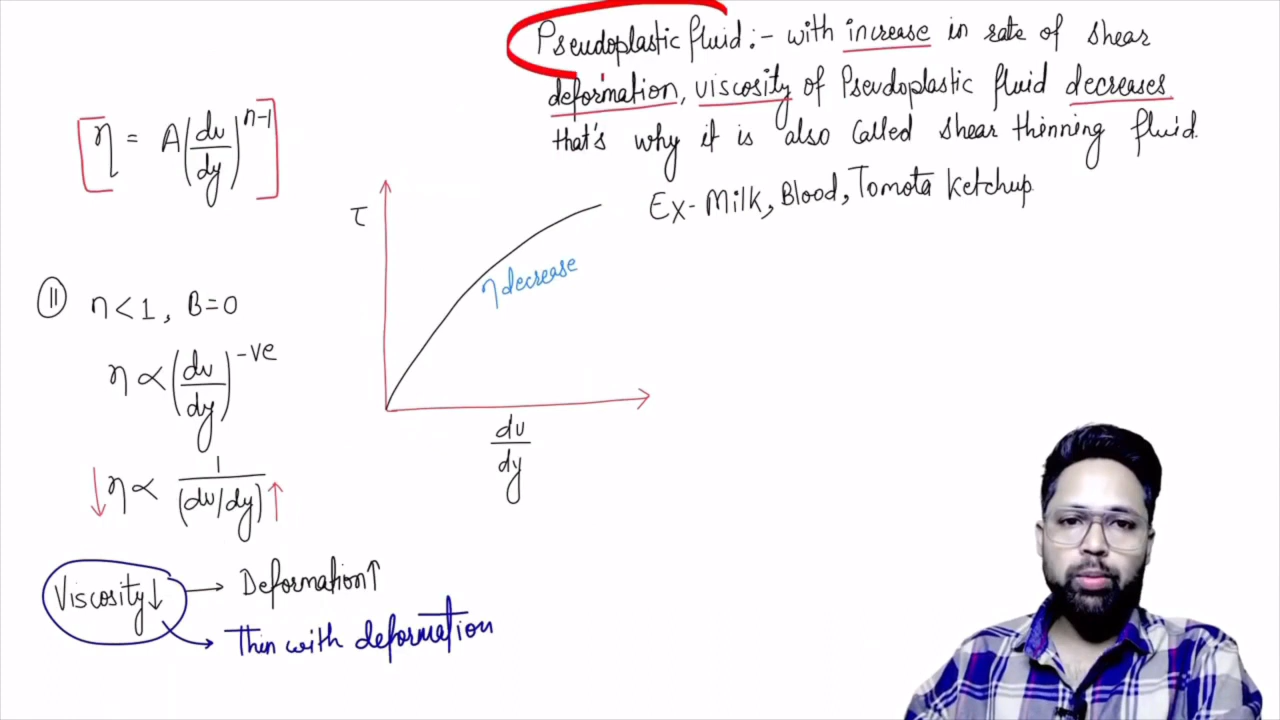 Pseudoplastic fluid:- with increase in rate of shear
deformation, viscosity of Pseudoplastic fluid decreases
that's why it is also called shear thinning fluid.
Ex- Milk, Blood, Tomota Ketchup
[η = A(du/dy)^n-1]
τ
η decrease
du/dy
II n < 1, B=0
η ∝ (du/dy)^-ve
↓η ∝ 1/(du/dy)↑
Viscosity↓ → Deformation↑
→ Thin with deformation